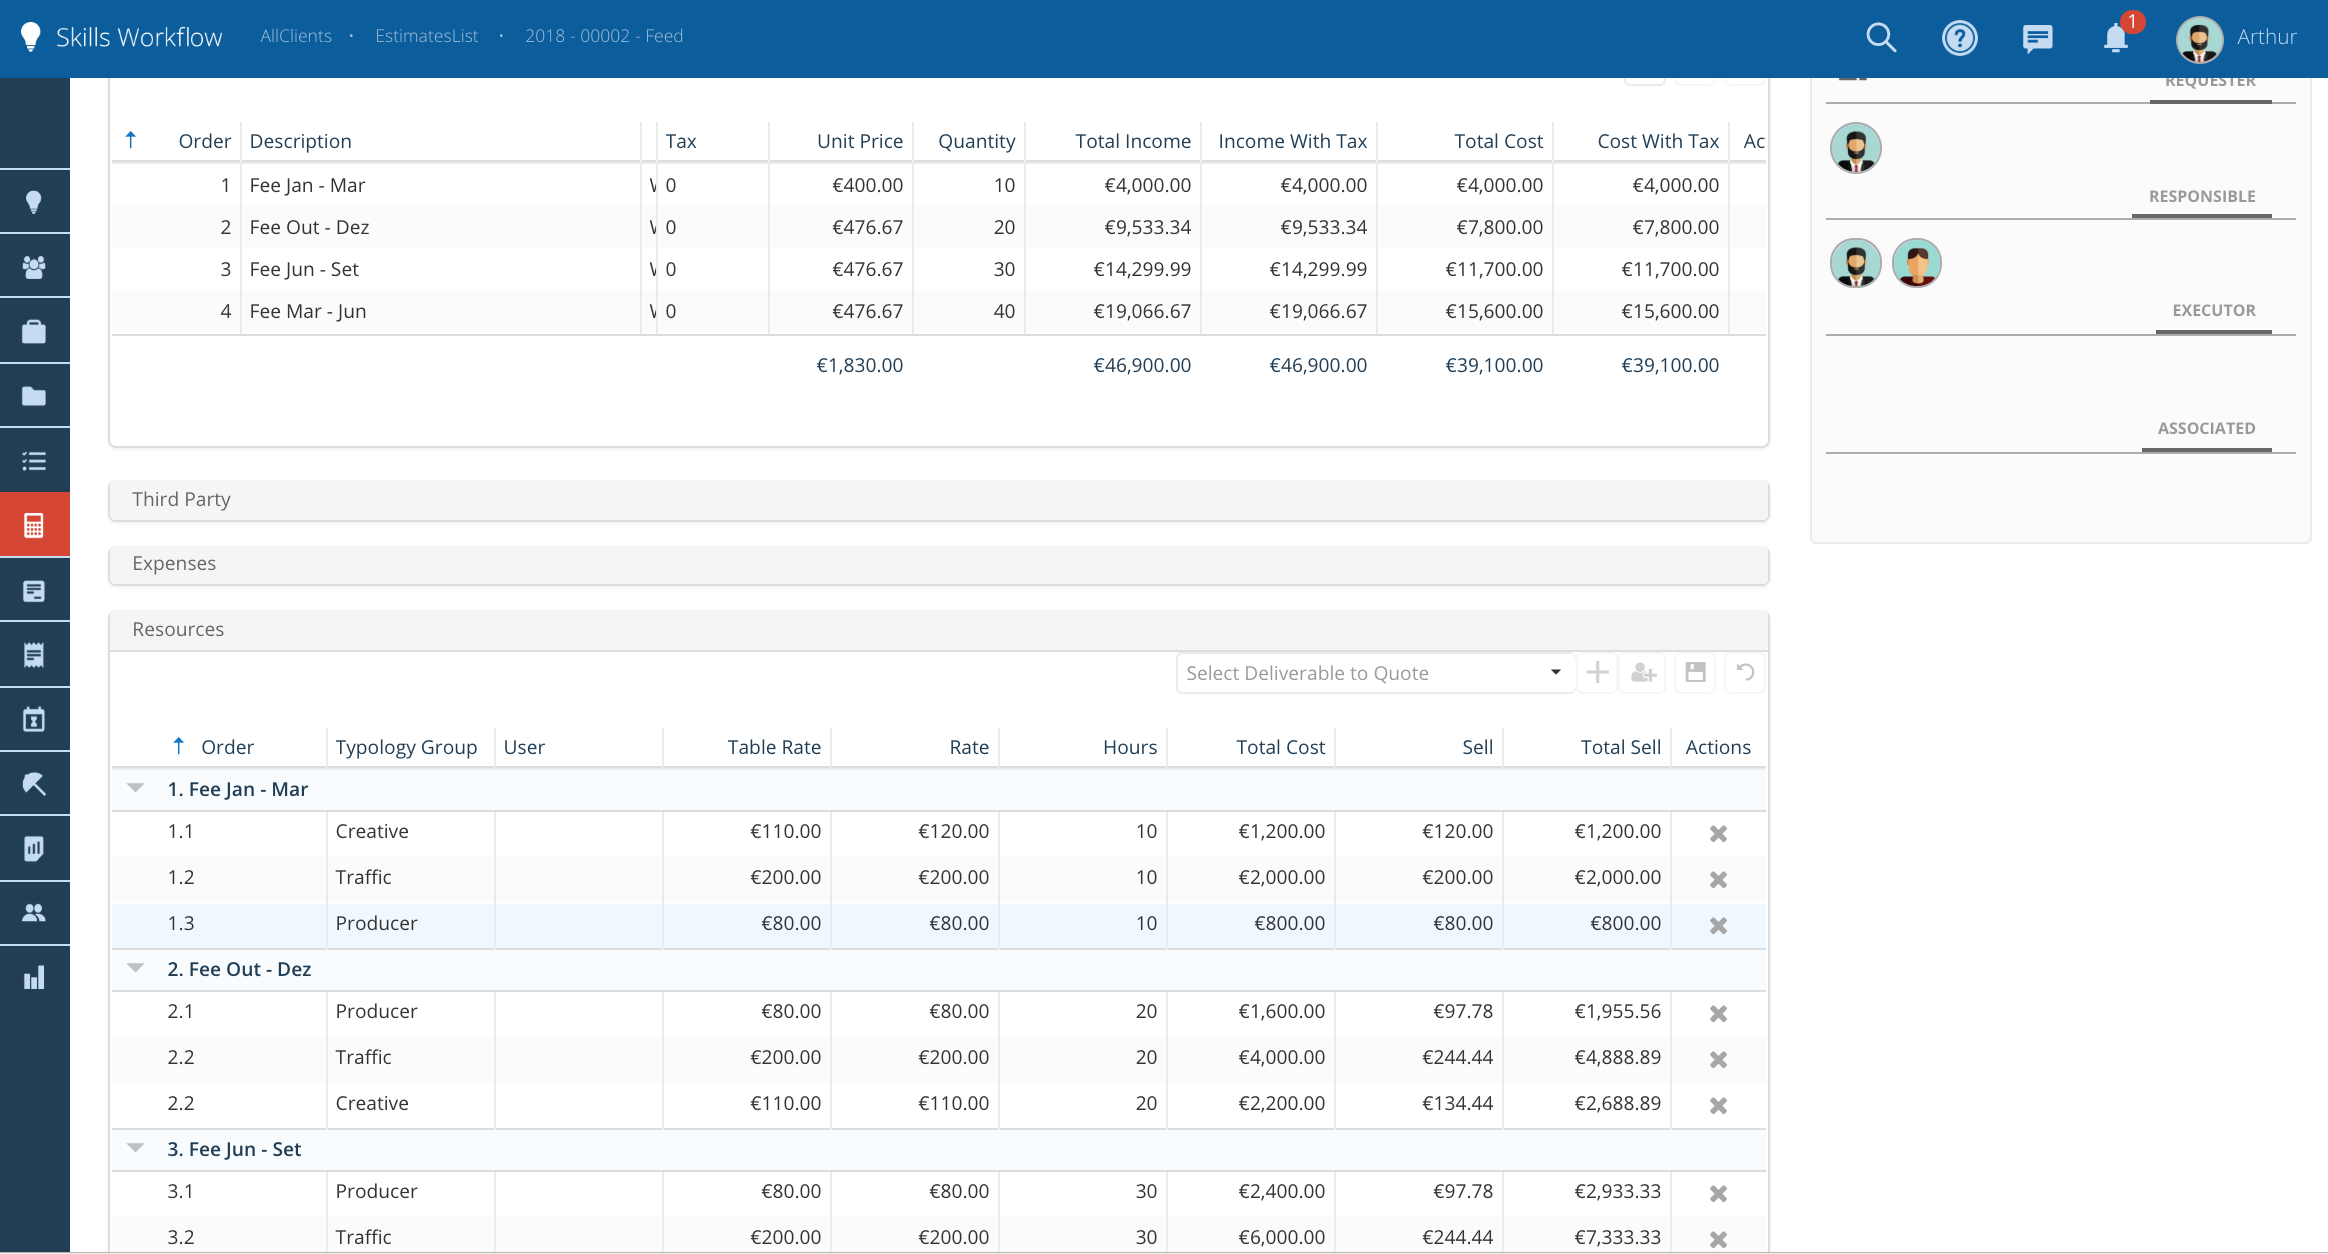 Skills Workflow AllClients • EstimatesList • 2018 - 00002 - Feed 1 Arthur
REQUESTER
Order Description Tax Unit Price Quantity Total Income Income With Tax Total Cost Cost With Tax Ac
1 Fee Jan - Mar 0 €400.00 10 €4,000.00 €4,000.00 €4,000.00 €4,000.00
2 Fee Out - Dez 0 €476.67 20 €9,533.34 €9,533.34 €7,800.00 €7,800.00
3 Fee Jun - Set 0 €476.67 30 €14,299.99 €14,299.99 €11,700.00 €11,700.00
4 Fee Mar - Jun 0 €476.67 40 €19,066.67 €19,066.67 €15,600.00 €15,600.00
€1,830.00 €46,900.00 €46,900.00 €39,100.00 €39,100.00
RESPONSIBLE
EXECUTOR
ASSOCIATED
Third Party
Expenses
Resources
Select Deliverable to Quote
Order Typology Group User Table Rate Rate Hours Total Cost Sell Total Sell Actions
1. Fee Jan - Mar
1.1 Creative €110.00 €120.00 10 €1,200.00 €120.00 €1,200.00
1.2 Traffic €200.00 €200.00 10 €2,000.00 €200.00 €2,000.00
1.3 Producer €80.00 €80.00 10 €800.00 €80.00 €800.00
2. Fee Out - Dez
2.1 Producer €80.00 €80.00 20 €1,600.00 €97.78 €1,955.56
2.2 Traffic €200.00 €200.00 20 €4,000.00 €244.44 €4,888.89
2.2 Creative €110.00 €110.00 20 €2,200.00 €134.44 €2,688.89
3. Fee Jun - Set
3.1 Producer €80.00 €80.00 30 €2,400.00 €97.78 €2,933.33
3.2 Traffic €200.00 €200.00 30 €6,000.00 €244.44 €7,333.33